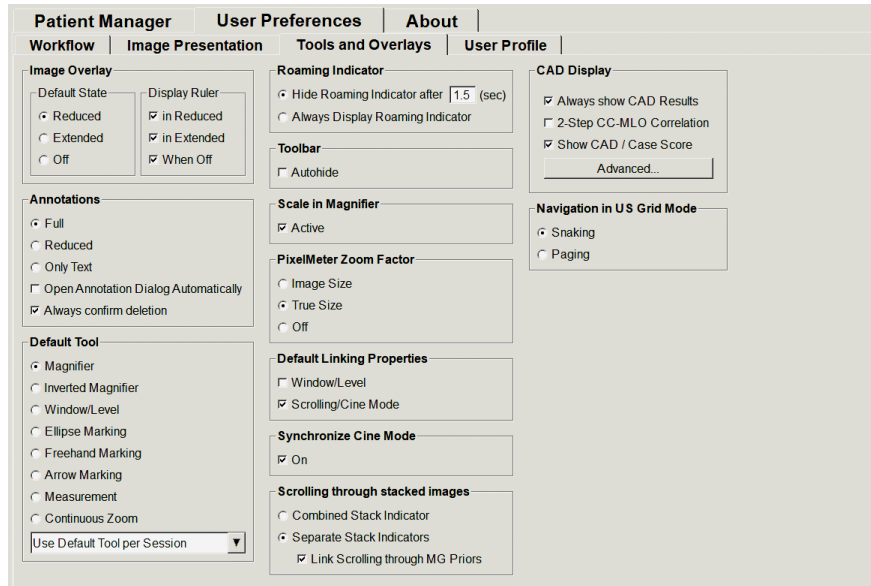 Patient Manager
User Preferences
About
Workflow
Image Presentation
Tools and Overlays
User Profile
Image Overlay
Default State
Reduced
Extended
Off
Display Ruler
in Reduced
in Extended
When Off
Annotations
Full
Reduced
Only Text
Open Annotation Dialog Automatically
Always confirm deletion
Default Tool
Magnifier
Inverted Magnifier
Window/Level
Ellipse Marking
Freehand Marking
Arrow Marking
Measurement
Continuous Zoom
Use Default Tool per Session
Roaming Indicator
Hide Roaming Indicator after 1.5 (sec)
Always Display Roaming Indicator
Toolbar
Autohide
Scale in Magnifier
Active
PixelMeter Zoom Factor
Image Size
True Size
Off
Default Linking Properties
Window/Level
Scrolling/Cine Mode
Synchronize Cine Mode
On
Scrolling through stacked images
Combined Stack Indicator
Separate Stack Indicators
Link Scrolling through MG Priors
CAD Display
Always show CAD Results
2-Step CC-MLO Correlation
Show CAD / Case Score
Advanced...
Navigation in US Grid Mode
Snaking
Paging